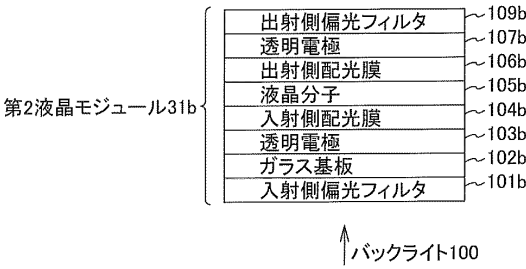 出射側偏光フィルタ 109b
透明電極 107b
出射側配光膜 106b
液晶分子 105b
第2液晶モジュール31b
入射側配光膜 104b
透明電極 103b
ガラス基板 102b
入射側偏光フィルタ 101b
バックライト100